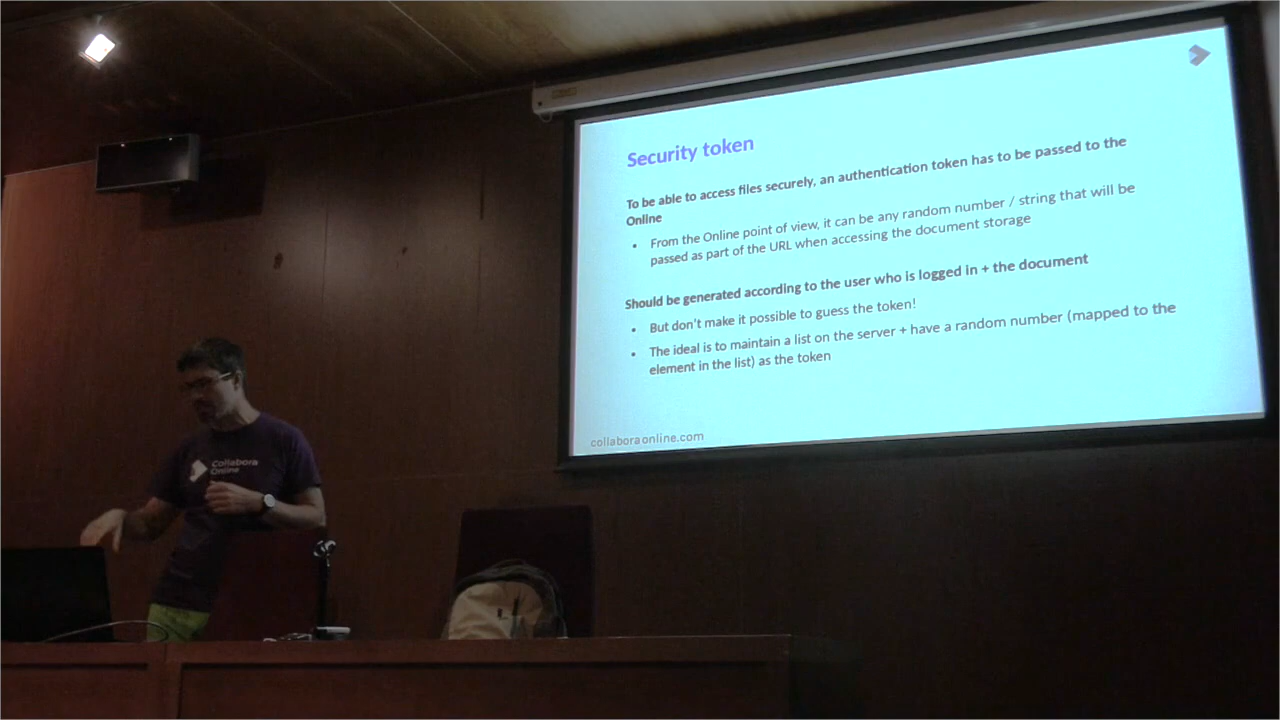 Security token
To be able to access files securely, an authentication token has to be passed to the
Online
• From the Online point of view, it can be any random number / string that will be
passed as part of the URL when accessing the document storage
Should be generated according to the user who is logged in + the document
• But don't make it possible to guess the token!
• The ideal is to maintain a list on the server + have a random number (mapped to the
element in the list) as the token
collaboraonline.com
Collabora
Online